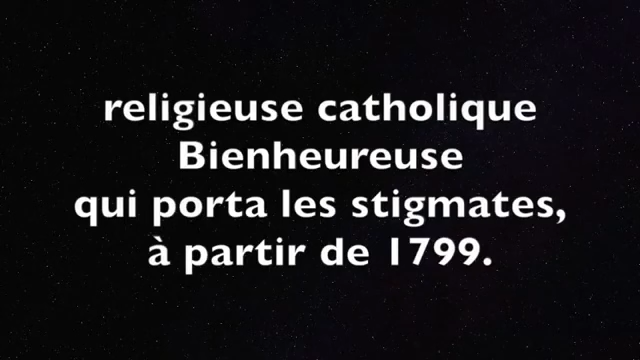 religieuse catholique
Bienheureuse
qui porta les stigmates,
à partir de 1799.